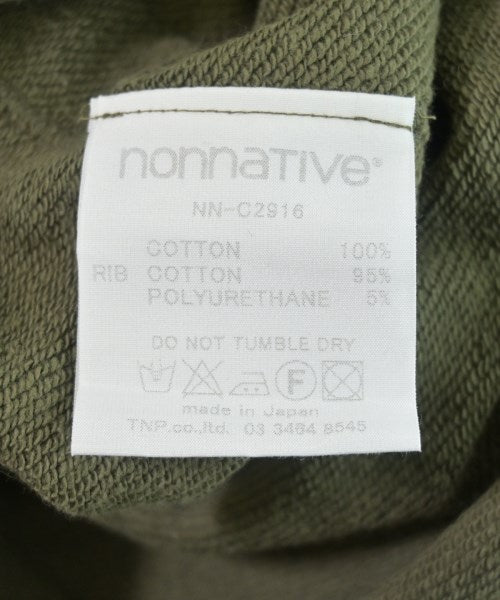 nonnative®
NN-C2916
COTTON 100%
RIB COTTON 95%
POLYURETHANE 5%
DO NOT TUMBLE DRY
F
made in Japan
TNP.co.,ltd. 03 3464 8545